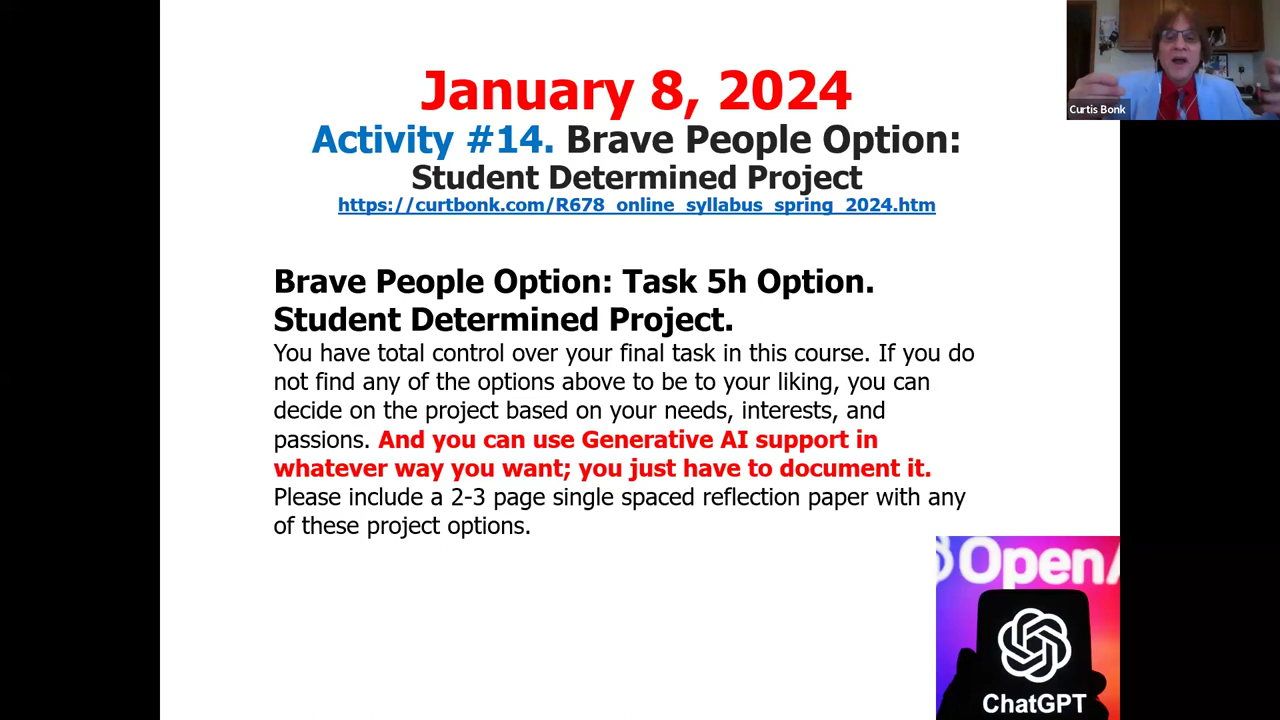 January 8, 2024
Activity #14. Brave People Option:
Student Determined Project
https://curtbonk.com/R678_online_syllabus_spring_2024.htm
Brave People Option: Task 5h Option.
Student Determined Project.
You have total control over your final task in this course. If you do
not find any of the options above to be to your liking, you can
decide on the project based on your needs, interests, and
passions. And you can use Generative AI support in
whatever way you want; you just have to document it.
Please include a 2-3 page single spaced reflection paper with any
of these project options.
Curtis Bonk
OpenA
ChatGPT